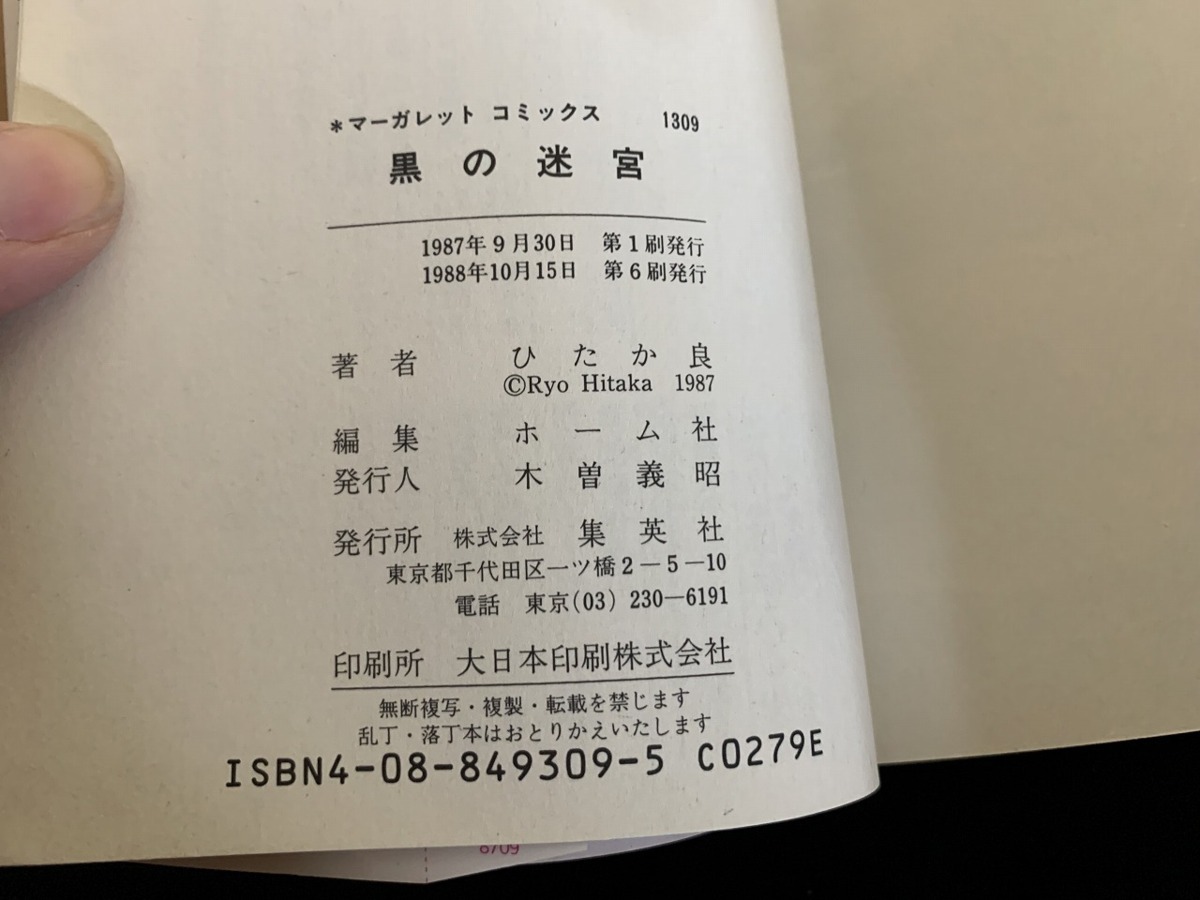 *マーガレット コミックス 1309
黒の迷宮
1987年9月30日 第1刷発行
1988年10月15日 第6刷発行
著者 ひたか良
©Ryo Hitaka 1987
編集 ホーム社
発行人 木曽義昭
発行所 株式会社 集英社
東京都千代田区一ツ橋2－5－10
電話 東京(03) 230—6191
印刷所 大日本印刷株式会社
無断複写・複製・転載を禁じます
乱丁・落丁本はおとりかえいたします
ISBN4-08-849309-5 C0279E
8709